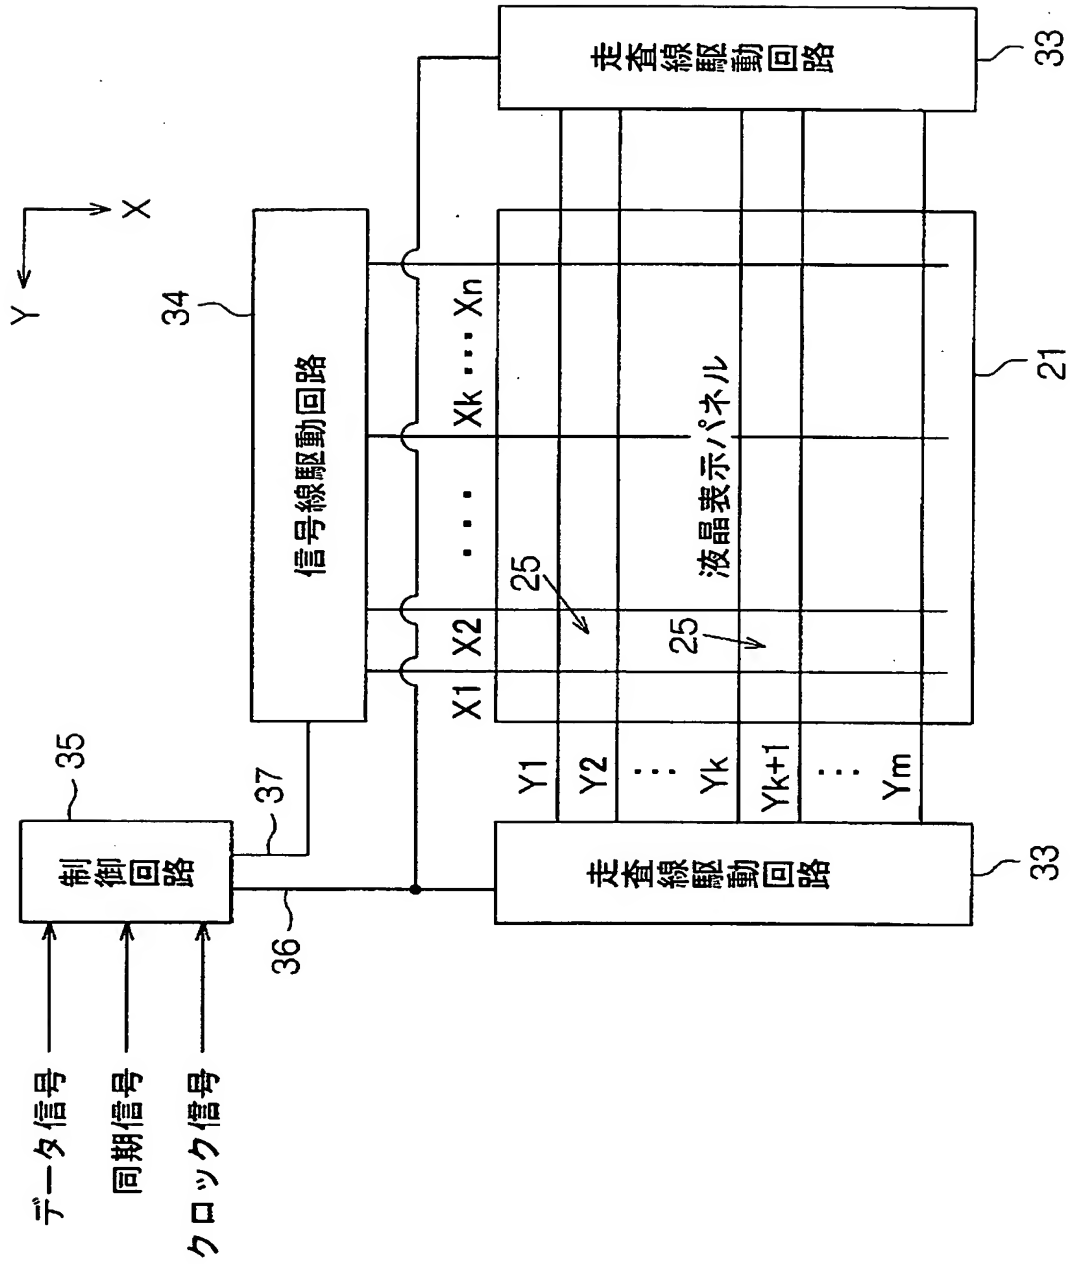 データ信号
同期信号
クロック信号
制御回路
35
36
37
信号線駆動回路
34
Y
X
走査線駆動回路
33
走査線駆動回路
33
X1
X2
・・・
Xk
・・・
Xn
Y1
Y2
・・・
Yk
Yk+1
・・・
Ym
25
25
液晶表示パネル
21